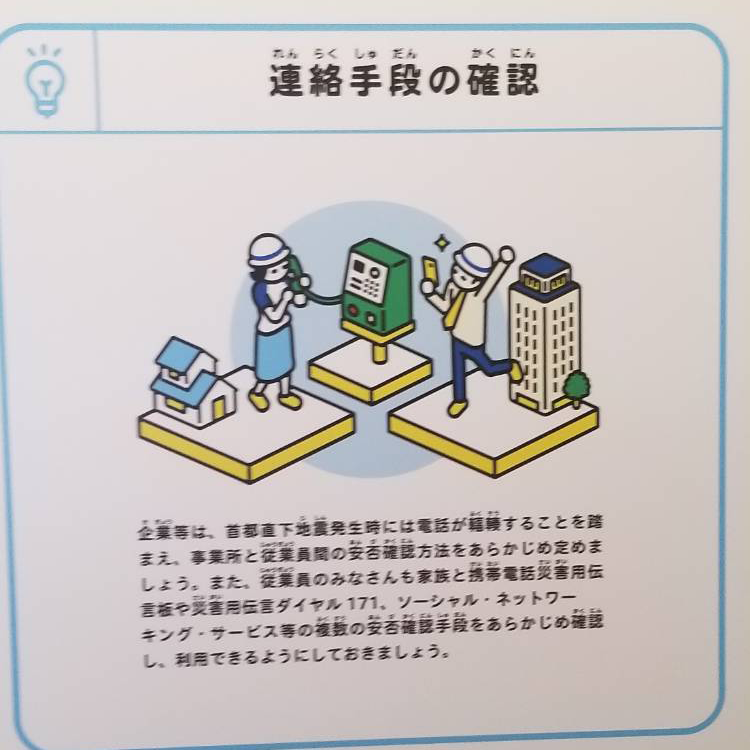 連絡手段の確認
企業等は、首都直下地震発生時には電話が輻輳することを踏
まえ、事業所と従業員間の安否確認方法をあらかじめ定めま
しょう。また、従業員のみなさんも家族と携帯電話災害用伝
言板や災害用伝言ダイヤル171、ソーシャル・ネットワー
キング・サービス等の複数の安否確認手段をあらかじめ確認
し、利用できるようにしておきましょう。